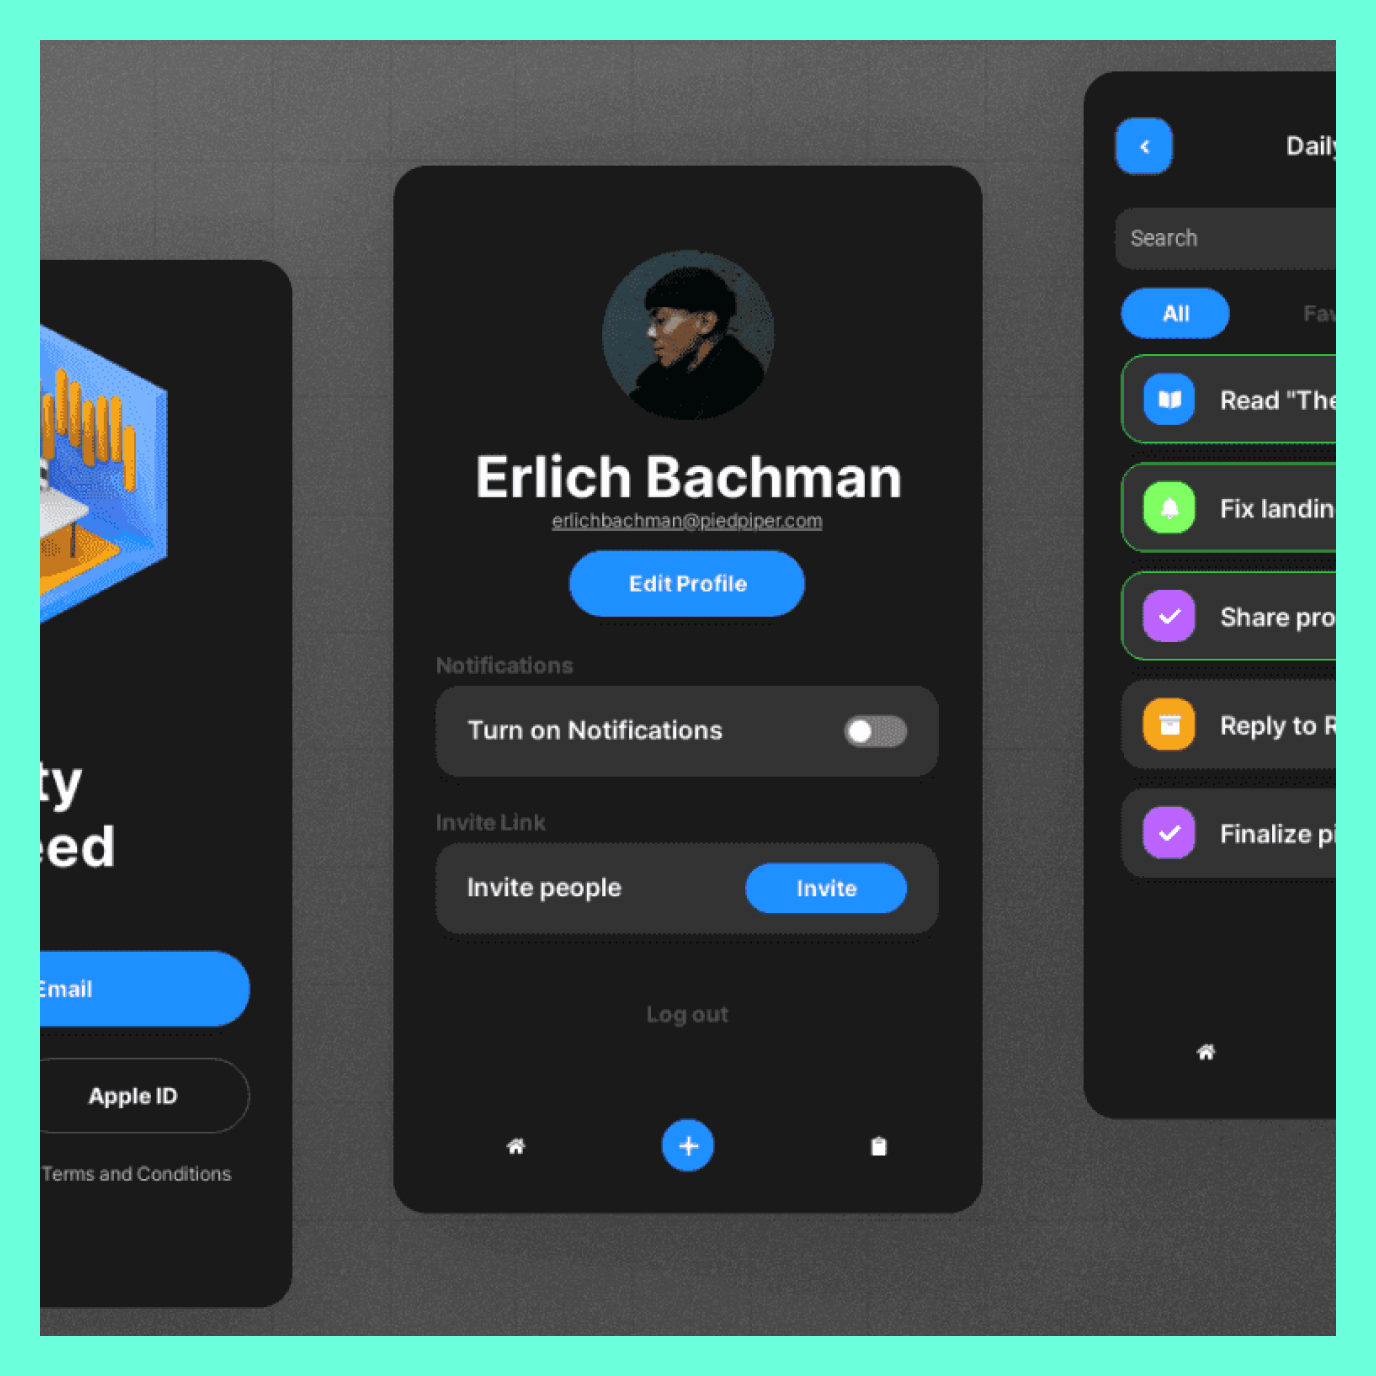 ty
eed
Email
Apple ID
Terms and Conditions
Erlich Bachman
erlichbachman@piedpiper.com
Edit Profile
Notifications
Turn on Notifications
Invite Link
Invite people
Invite
Log out
Daily
Search
All
Fav
Read "The
Fix landin
Share pro
Reply to R
Finalize pi